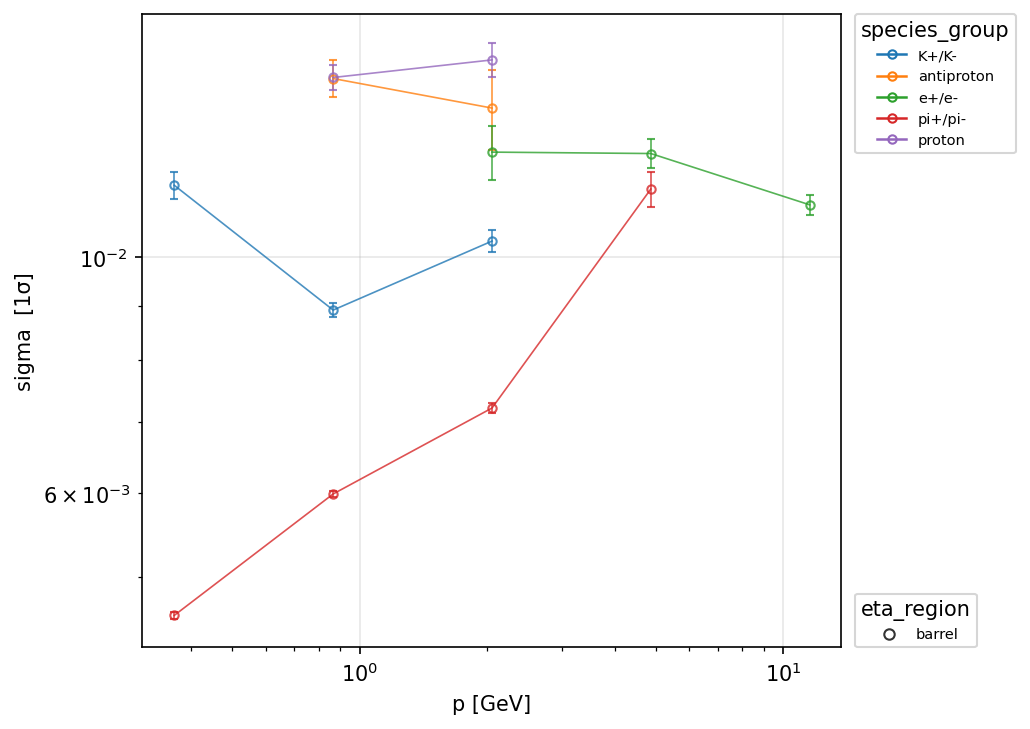 species_group
K+/K-
antiproton
e+/e-
pi+/pi-
proton
sigma  [1σ]
10⁻²
6 × 10⁻³
10⁰
10¹
p [GeV]
eta_region
barrel